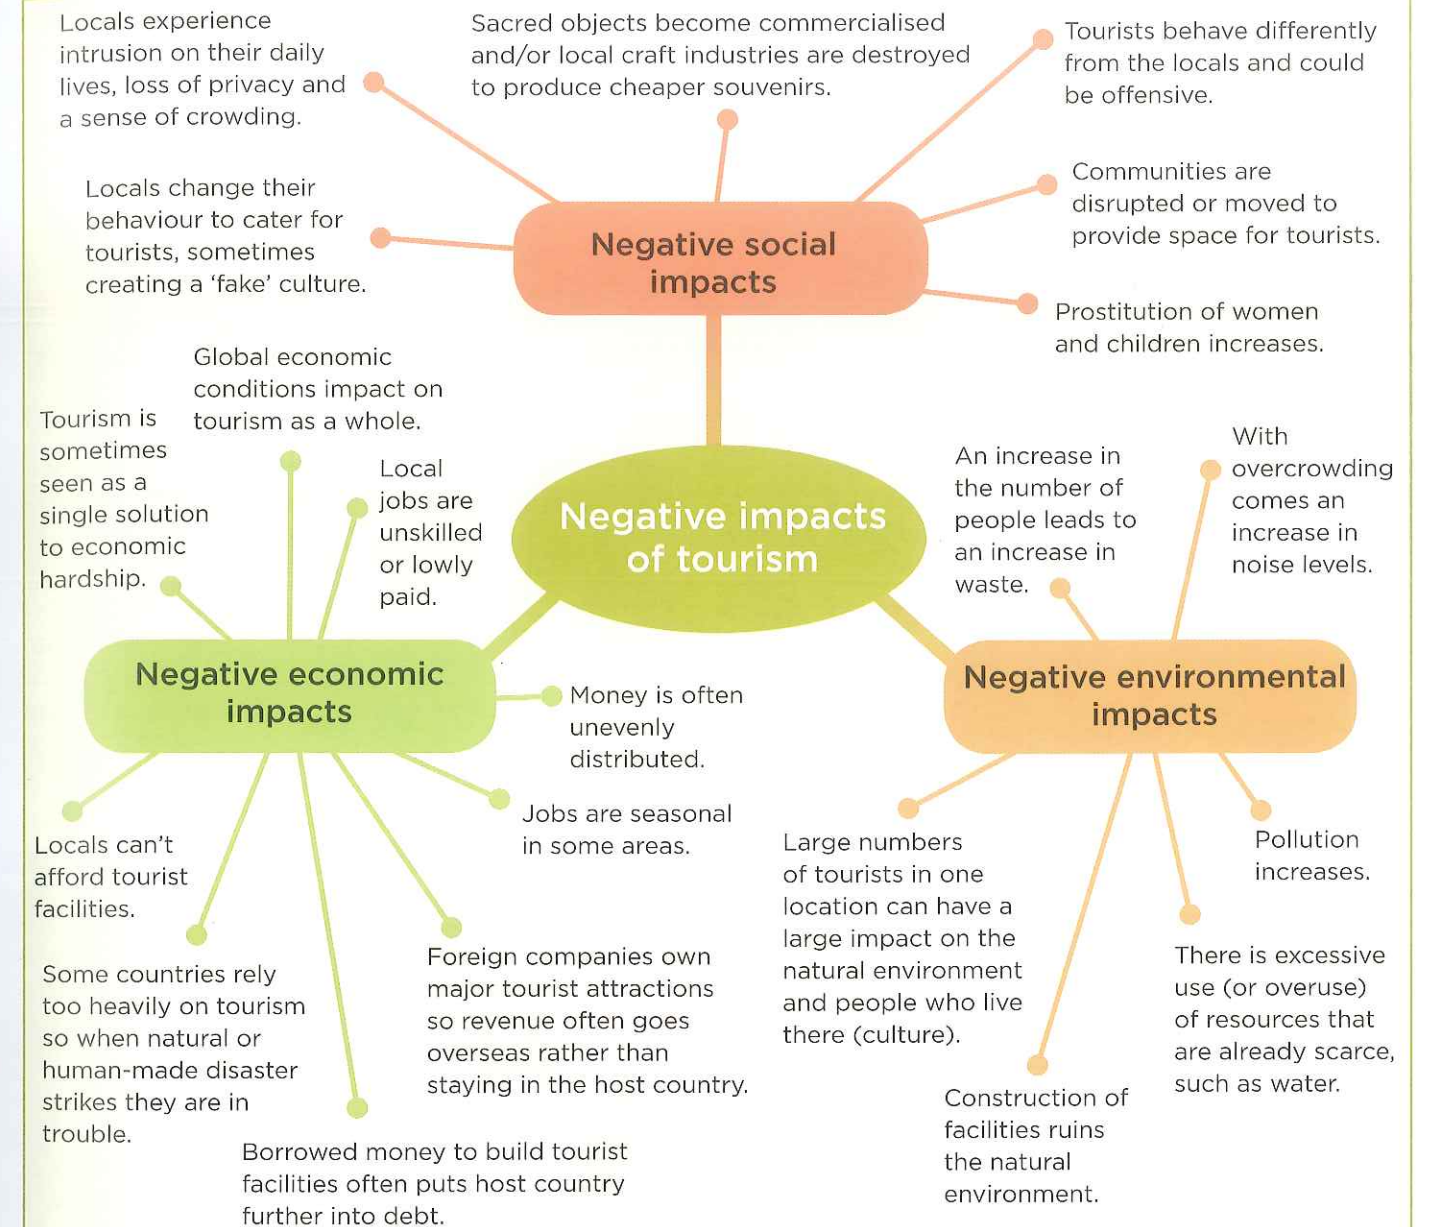 Locals experience
intrusion on their daily
lives, loss of privacy and
a sense of crowding.
Sacred objects become commercialised
and/or local craft industries are destroyed
to produce cheaper souvenirs.
Tourists behave differently
from the locals and could
be offensive.
Locals change their
behaviour to cater for
tourists, sometimes
creating a ‘fake’ culture.
Negative social
impacts
Communities are
disrupted or moved to
provide space for tourists.
Prostitution of women
and children increases.
Global economic
conditions impact on
tourism as a whole.
Tourism is
sometimes
seen as a
single solution
to economic
hardship.
Local
jobs are
unskilled
or lowly
paid.
Negative impacts
of tourism
An increase in
the number of
people leads to
an increase in
waste.
With
overcrowding
comes an
increase in
noise levels.
Negative economic
impacts
Money is often
unevenly
distributed.
Negative environmental
impacts
Jobs are seasonal
in some areas.
Locals can’t
afford tourist
facilities.
Some countries rely
too heavily on tourism
so when natural or
human-made disaster
strikes they are in
trouble.
Foreign companies own
major tourist attractions
so revenue often goes
overseas rather than
staying in the host country.
Borrowed money to build tourist
facilities often puts host country
further into debt.
Large numbers
of tourists in one
location can have a
large impact on the
natural environment
and people who live
there (culture).
Pollution
increases.
There is excessive
use (or overuse)
of resources that
are already scarce,
such as water.
Construction of
facilities ruins
the natural
environment.